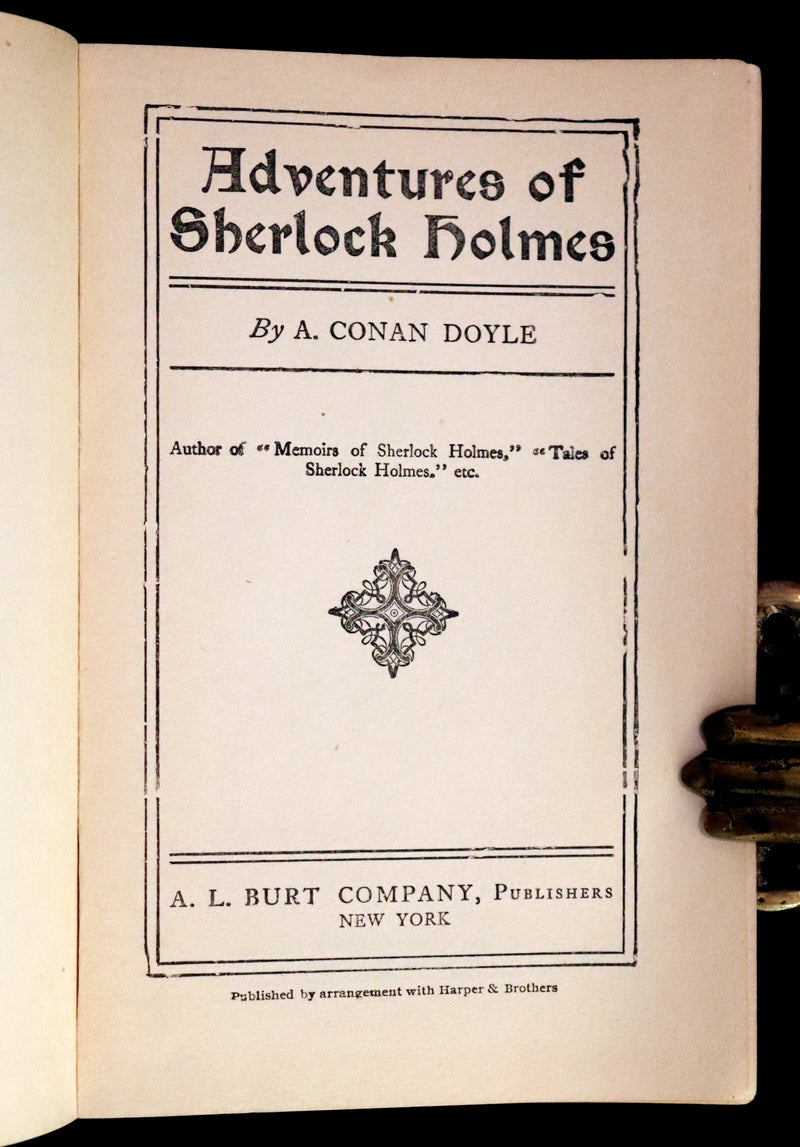 Adventures of
Sherlock Holmes
By A. CONAN DOYLE
Author of "Memoirs of Sherlock Holmes," "Tales of
Sherlock Holmes." etc.
A. L. BURT COMPANY, PUBLISHERS
NEW YORK
Published by arrangement with Harper & Brothers